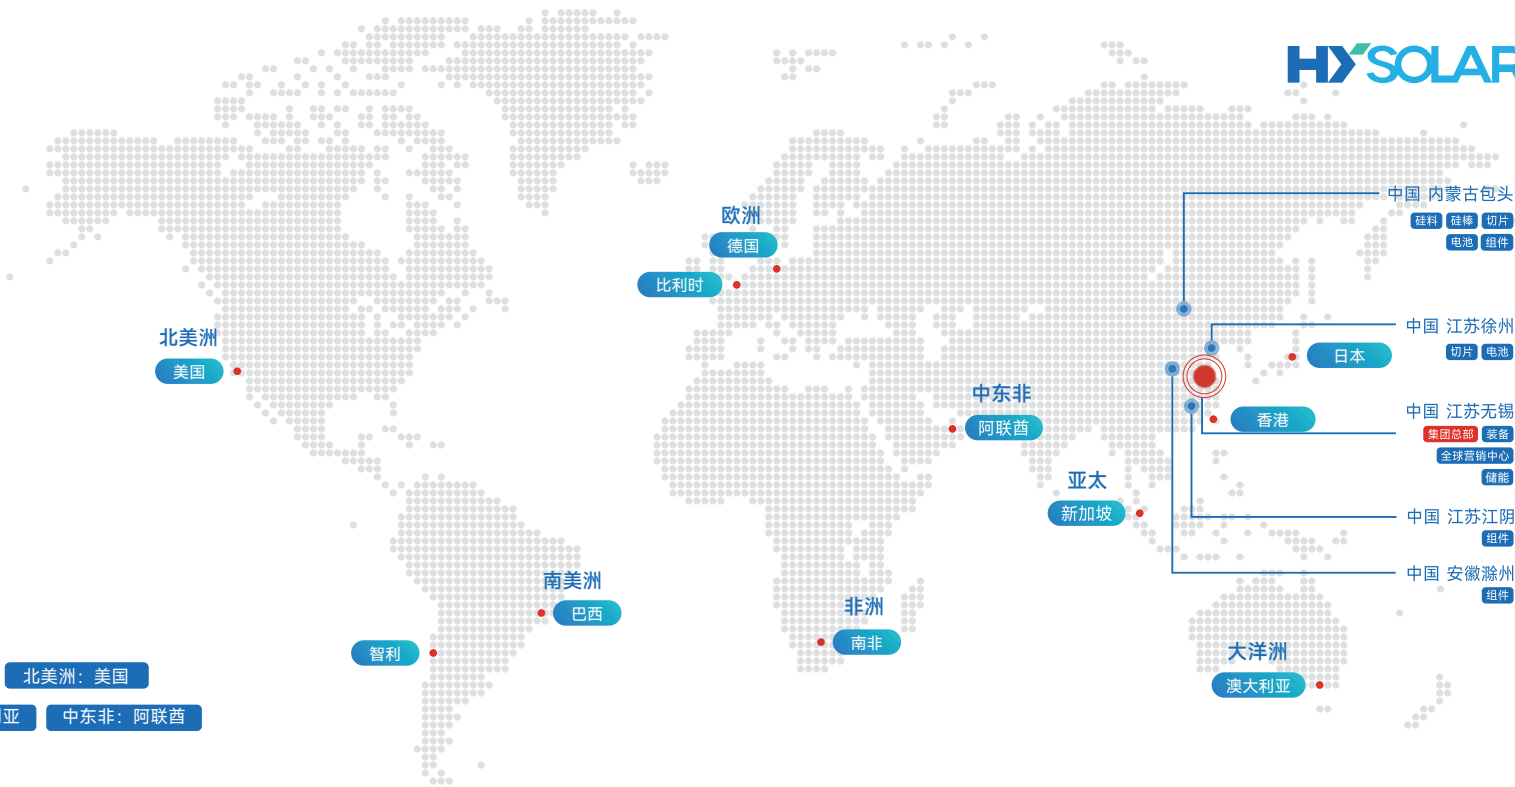 HY SOLAR
中国 内蒙古包头
硅料 硅棒 切片
电池 组件
欧洲
德国
比利时
北美洲
美国
中国 江苏徐州
切片 电池
日本
中东非
阿联酋
中国 江苏无锡
集团总部 装备
全球营销中心
储能
香港
亚太
新加坡
中国 江苏江阴
组件
中国 安徽滁州
组件
南美洲
巴西
智利
非洲
南非
大洋洲
澳大利亚
北美洲：美国
亚 中东非：阿联酋